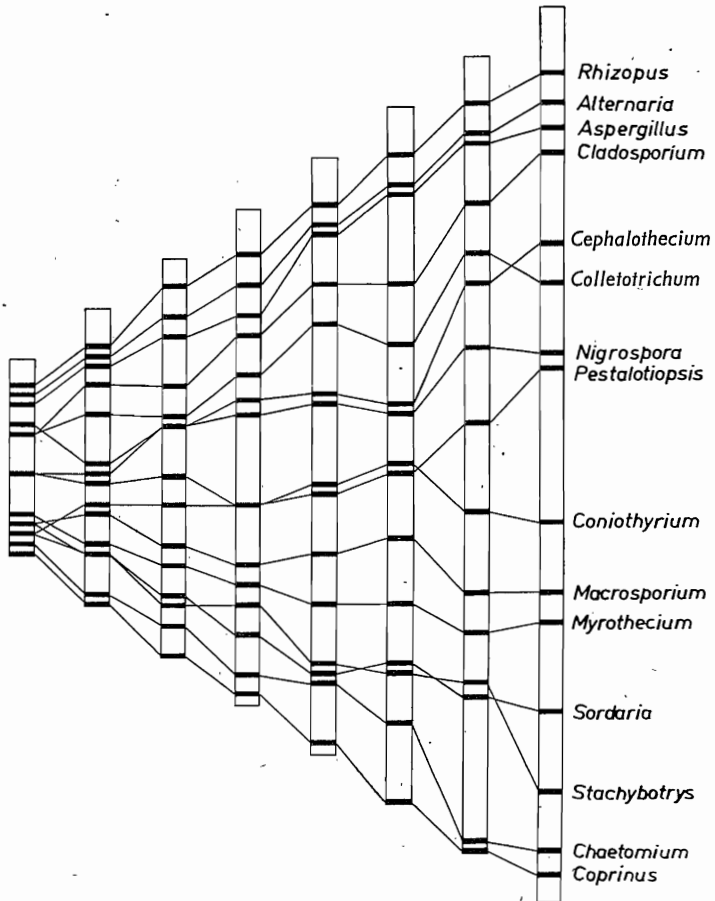 Rhizopus
Alternaria
Aspergillus
Cladosporium
Cephalothecium
Colletotrichum
Nigrospora
Pestalotiopsis
Coniothyrium
Macrosporium
Myrothecium
Sordaria
Stachybotrys
Chaetomium
Coprinus